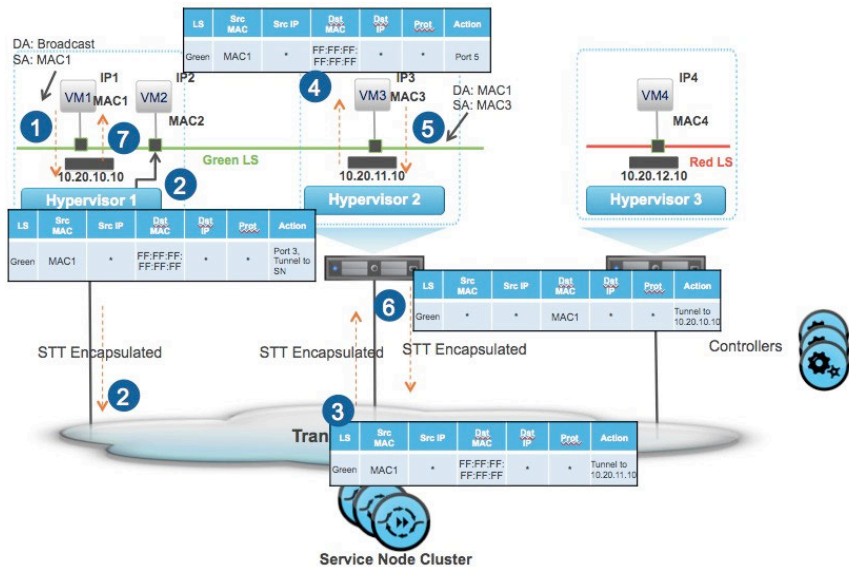 LS Src MAC Src IP Dst MAC Dst IP Prot Action
Green MAC1 * FF:FF:FF:FF:FF:FF * * Port 5
DA: Broadcast
SA: MAC1
IP1
IP2
IP3
IP4
VM1
MAC1
VM2
VM3
MAC3
VM4
1
7
4
5
DA: MAC1
SA: MAC3
MAC2
MAC4
Green LS
Red LS
10.20.10.10
2
10.20.11.10
10.20.12.10
Hypervisor 1
Hypervisor 2
Hypervisor 3
LS Src MAC Src IP Dst MAC Dst IP Prot Action
Green MAC1 * FF:FF:FF:FF:FF:FF * * Port 3, Tunnel to SN
6
LS Src MAC Src IP Dst MAC Dst IP Prot Action
Green * * MAC1 * * Tunnel to 10.20.10.10
STT Encapsulated
STT Encapsulated
STT Encapsulated
Controllers
2
3
Tran
LS Src MAC Src IP Dst MAC Dst IP Prot Action
Green MAC1 * FF:FF:FF:FF:FF:FF * * Tunnel to 10.20.11.10
Service Node Cluster